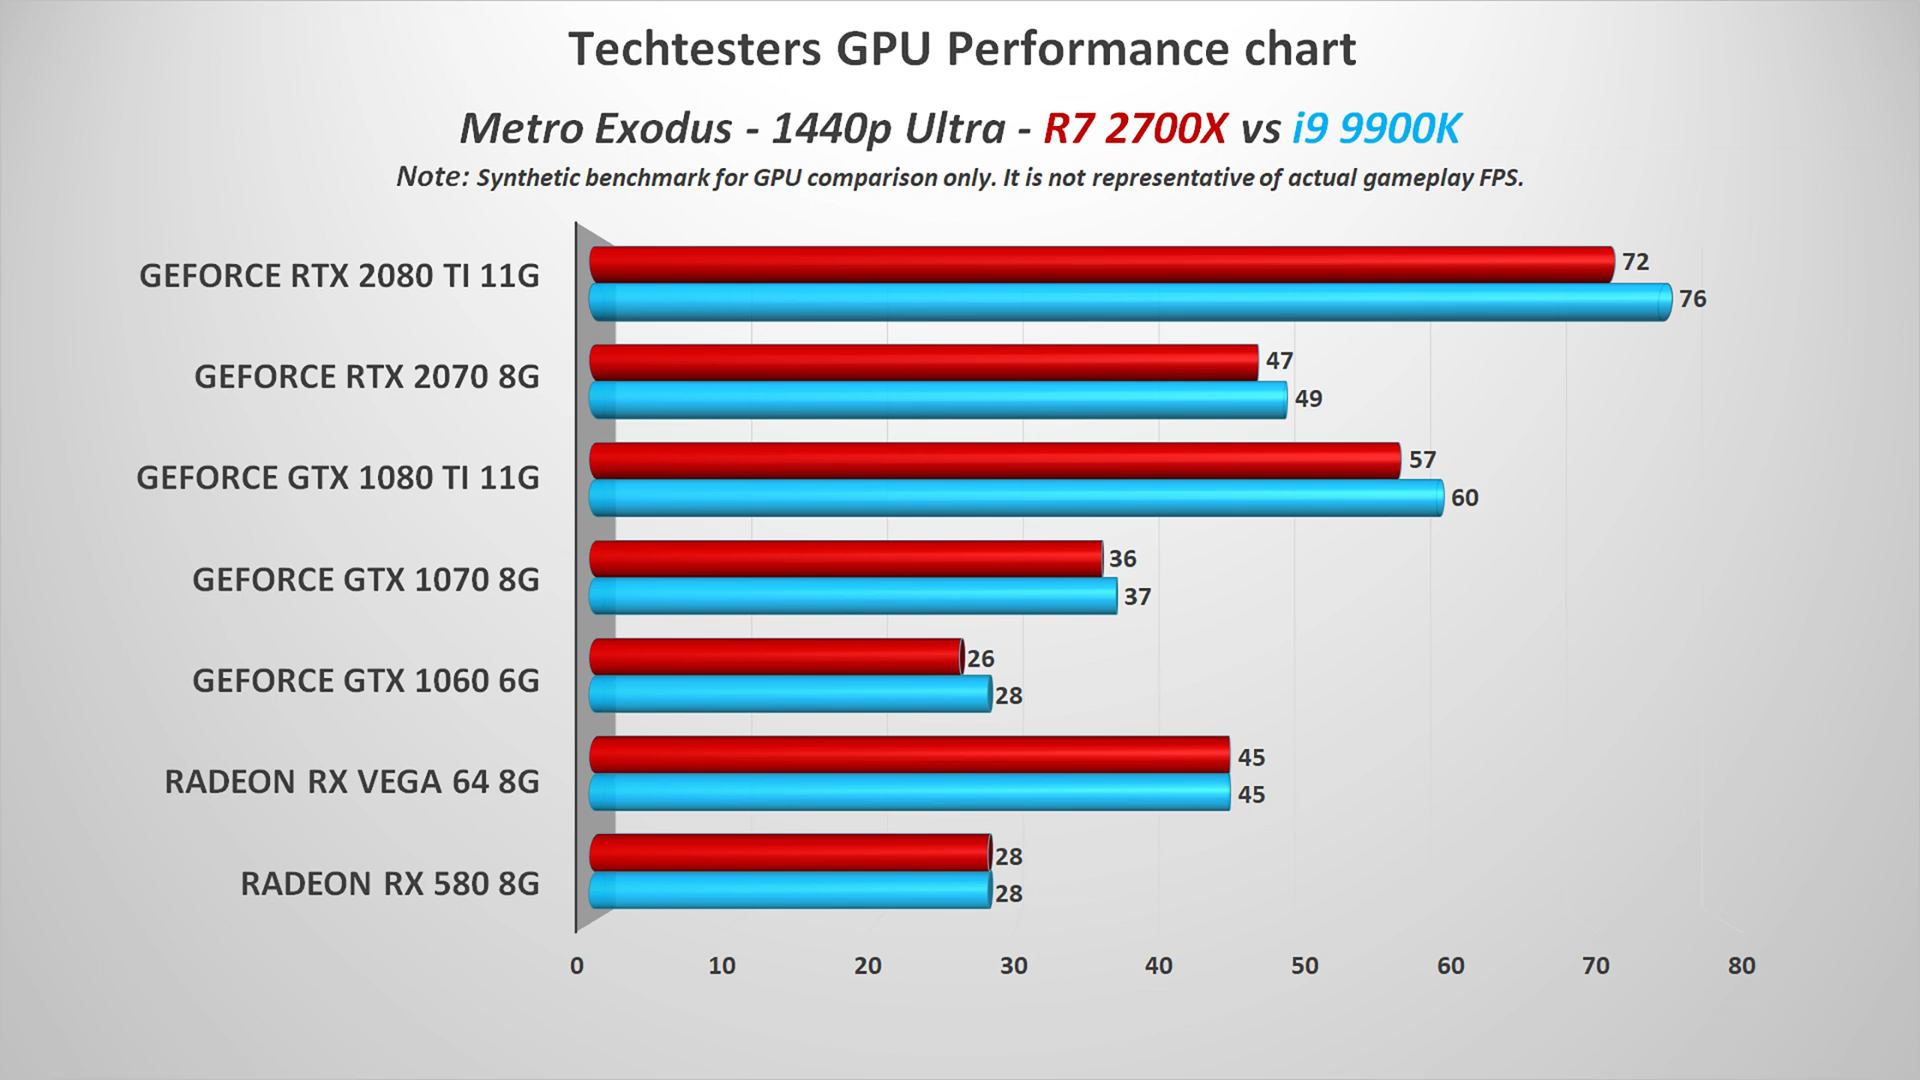 Techtesters GPU Performance chart
Metro Exodus - 1440p Ultra - R7 2700X vs i9 9900K
Note: Synthetic benchmark for GPU comparison only. It is not representative of actual gameplay FPS.
GEFORCE RTX 2080 TI 11G
72
76
GEFORCE RTX 2070 8G
47
49
GEFORCE GTX 1080 TI 11G
57
60
GEFORCE GTX 1070 8G
36
37
GEFORCE GTX 1060 6G
26
28
RADEON RX VEGA 64 8G
45
45
RADEON RX 580 8G
28
28
0 10 20 30 40 50 60 70 80